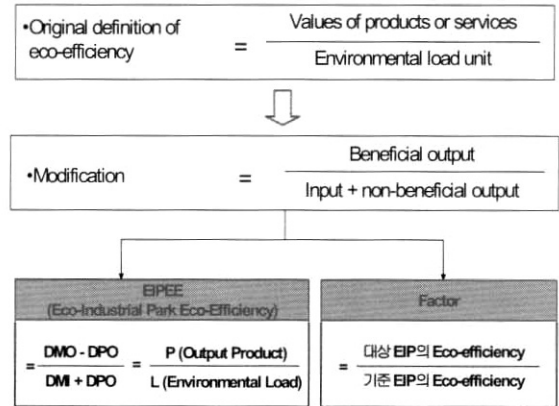 •Original definition of eco-efficiency = Values of products or services / Environmental load unit
•Modification = Beneficial output / Input + non-beneficial output
EIPEE
(Eco-Industrial Park Eco-Efficiency)
= DMO - DPO / DMI + DPO = P (Output Product) / L (Environmental Load)
Factor
= 대상 EIP의 Eco-efficiency / 기준 EIP의 Eco-efficiency